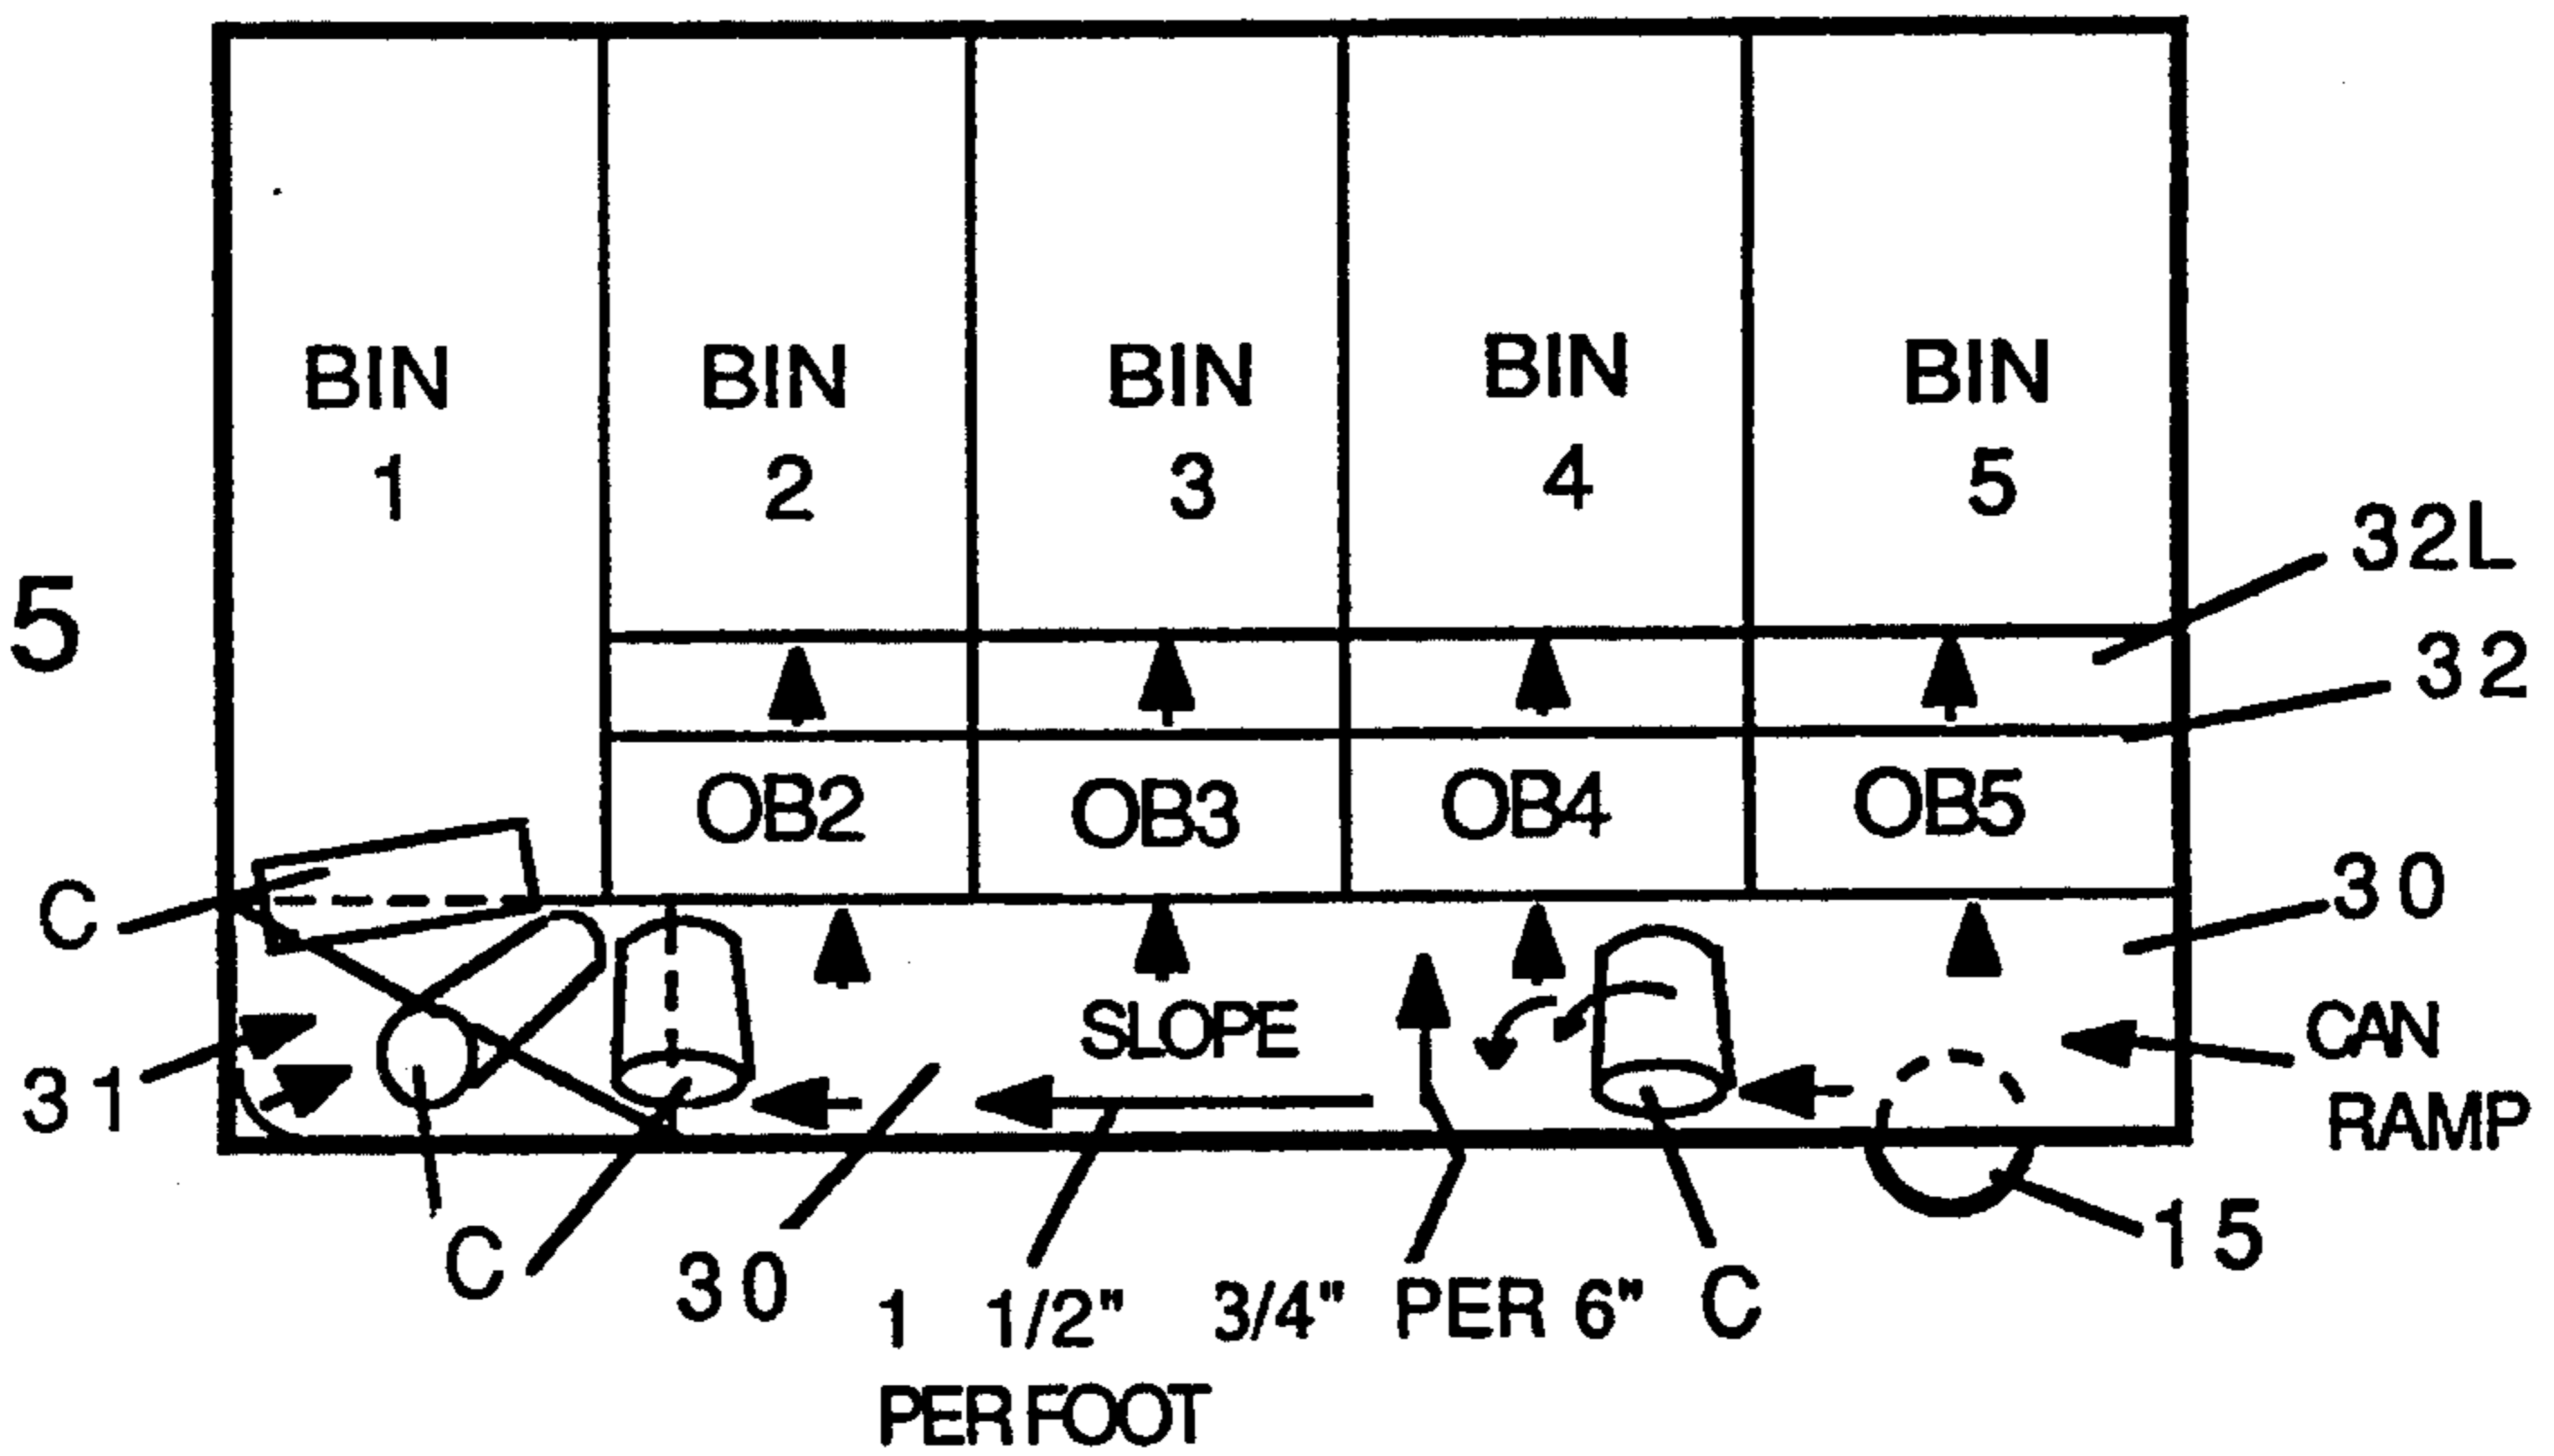 BIN BIN BIN BIN BIN
1 2 3 4 5
32L
5
32
OB2 OB3 OB4 OB5
C
30
SLOPE
CAN
RAMP
31
15
C
30
1 1/2" 3/4" PER 6" C
PER FOOT